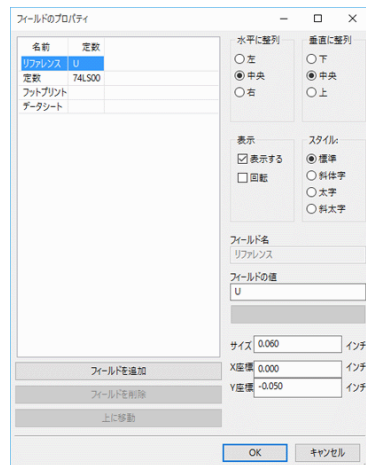 フィールドのプロパティ
名前 定数
リファレンス U
定数 74LS00
フットプリント
データシート
フィールドを追加
フィールドを削除
上に移動
水平に整列
左
中央
右
垂直に整列
下
中央
上
表示
表示する
回転
スタイル:
標準
斜体字
太字
斜太字
フィールド名
リファレンス
フィールドの値
U
サイズ 0.060 インチ
X座標 0.000 インチ
Y座標 -0.050 インチ
OK キャンセル